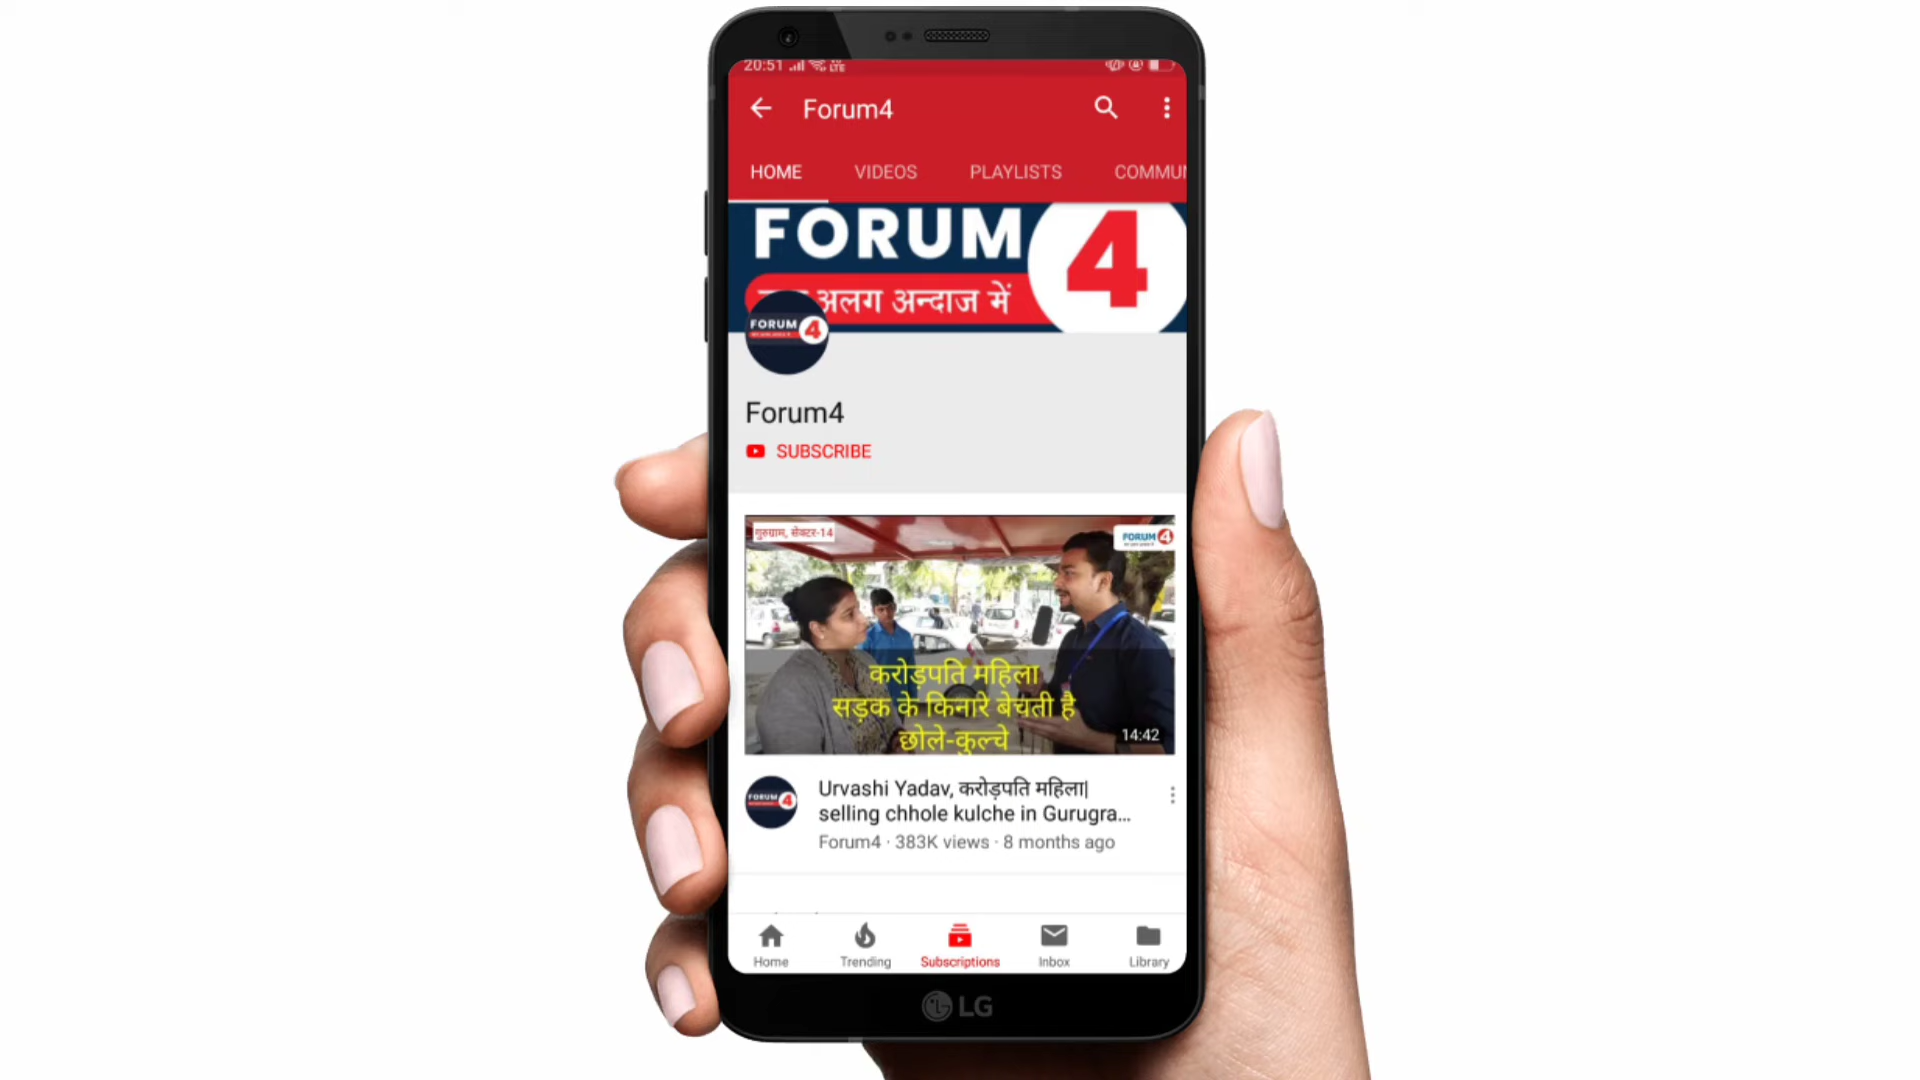 20:51
Forum4
HOME VIDEOS PLAYLISTS COMMUN
FORUM 4
अलग अन्दाज में
FORUM 4
Forum4
SUBSCRIBE
गुरुग्राम, सेक्टर-14
FORUM 4
करोड़पति महिला
सड़क के किनारे बेचती है
छोले-कुल्चे
14:42
FORUM 4
Urvashi Yadav, करोड़पति महिला|
selling chhole kulche in Gurugra...
Forum4 · 383K views · 8 months ago
Home Trending Subscriptions Inbox Library
LG